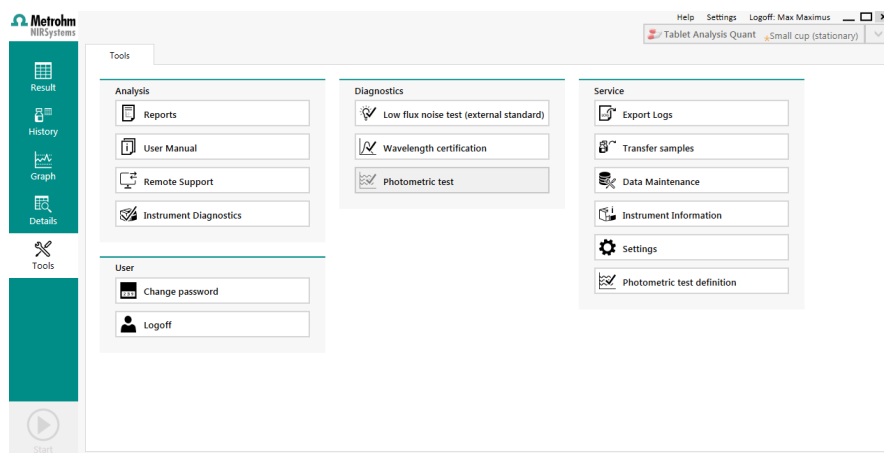 Metrohm
NIRSystems
Help Settings Logoff: Max Maximus
Tablet Analysis Quant Small cup (stationary)
Result
History
Graph
Details
Tools
Start
Tools
Analysis
Reports
User Manual
Remote Support
Instrument Diagnostics
User
Change password
Logoff
Diagnostics
Low flux noise test (external standard)
Wavelength certification
Photometric test
Service
Export Logs
Transfer samples
Data Maintenance
Instrument Information
Settings
Photometric test definition